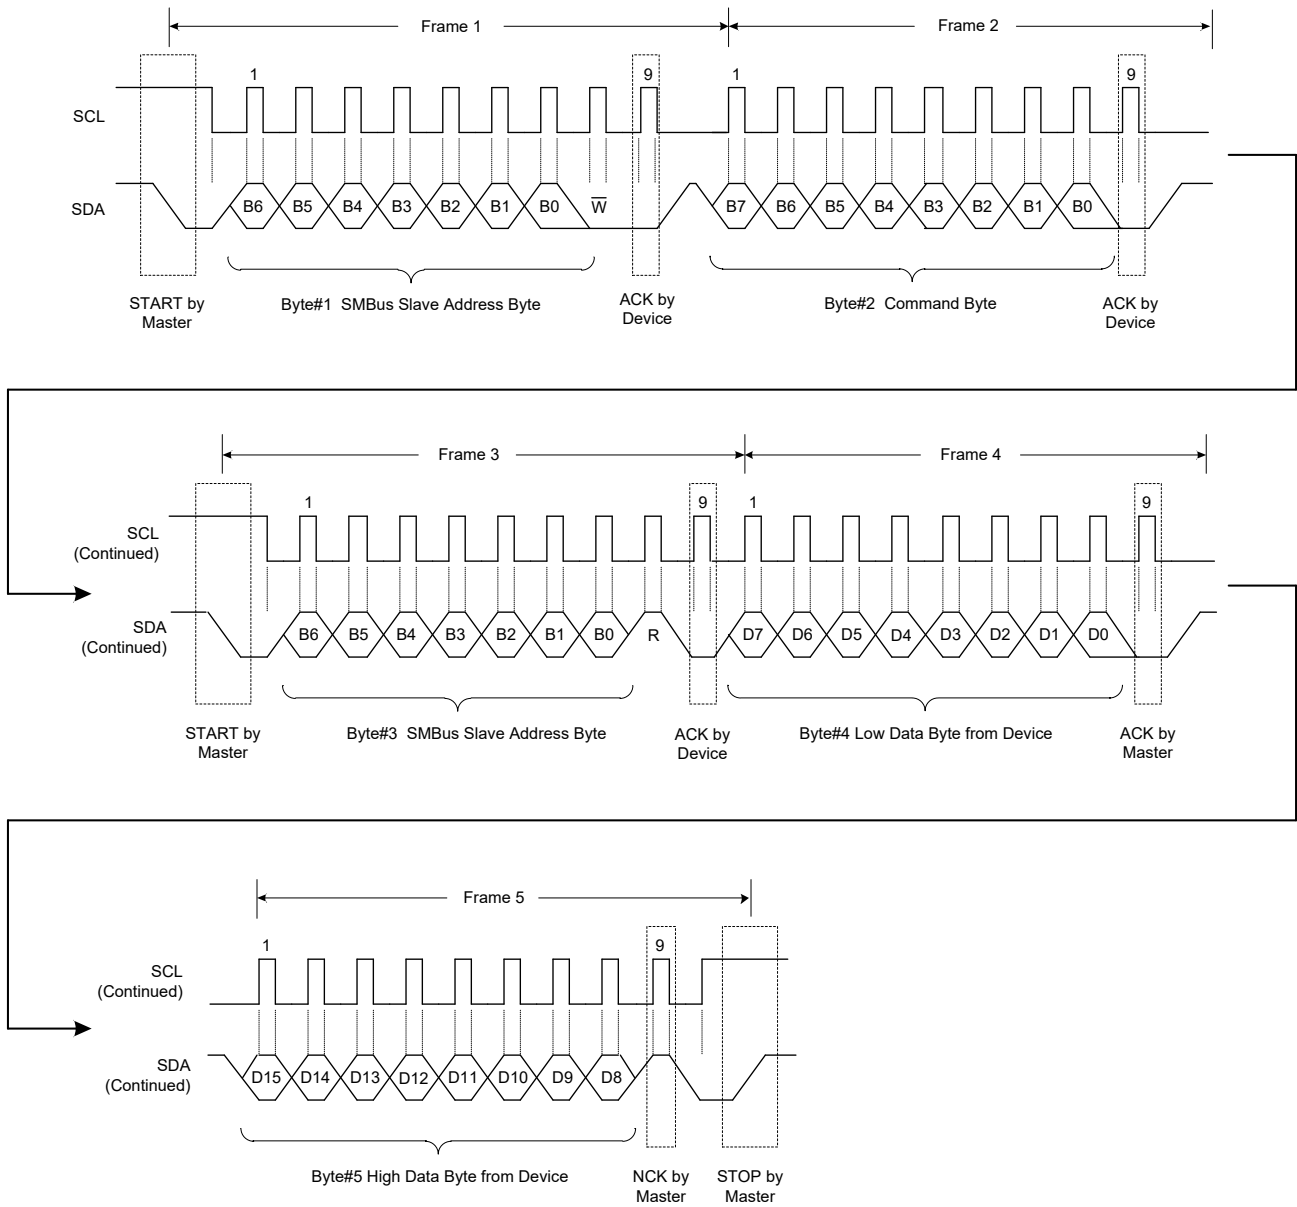 Frame 1
Frame 2
1
9
1
9
SCL
SDA
B6 B5 B4 B3 B2 B1 B0 W̅
B7 B6 B5 B4 B3 B2 B1 B0
START by
Master
Byte#1 SMBus Slave Address Byte
ACK by
Device
Byte#2 Command Byte
ACK by
Device
Frame 3
Frame 4
1
9
1
9
SCL
(Continued)
SDA
(Continued)
B6 B5 B4 B3 B2 B1 B0 R
D7 D6 D5 D4 D3 D2 D1 D0
START by
Master
Byte#3 SMBus Slave Address Byte
ACK by
Device
Byte#4 Low Data Byte from Device
ACK by
Master
Frame 5
1
9
SCL
(Continued)
SDA
(Continued)
D15 D14 D13 D12 D11 D10 D9 D8
Byte#5 High Data Byte from Device
NCK by
Master
STOP by
Master